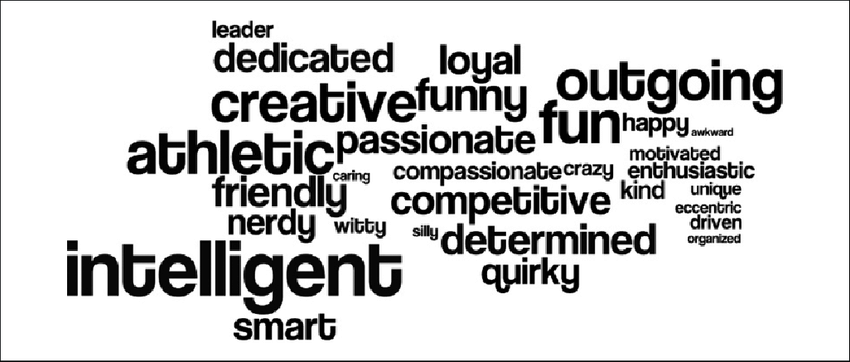 leader
dedicated loyal outgoing
creative funny fun happy awkward
athletic passionate motivated
caring compassionate crazy enthusiastic
friendly competitive kind unique
nerdy witty silly determined eccentric
driven
organized
intelligent quirky
smart